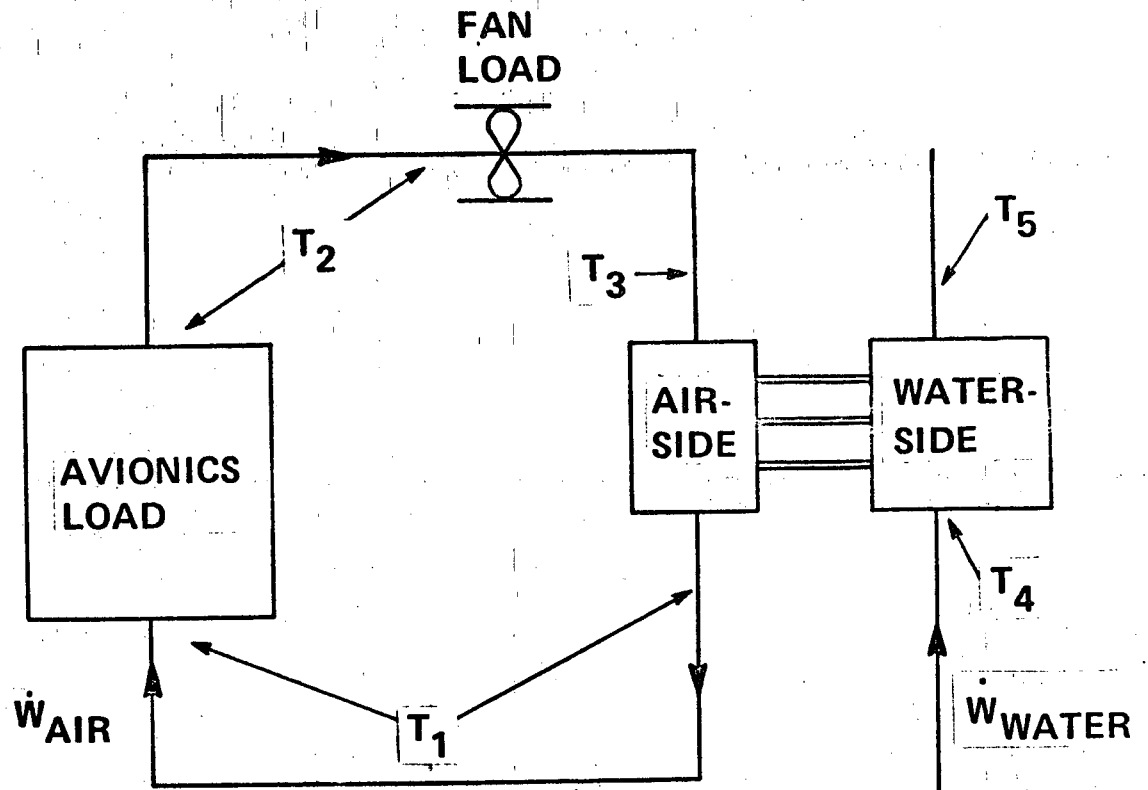 FAN
LOAD
T2
T3
T5
AVIONICS
LOAD
AIR-
SIDE
WATER-
SIDE
T4
ẆAIR
T1
ẆWATER